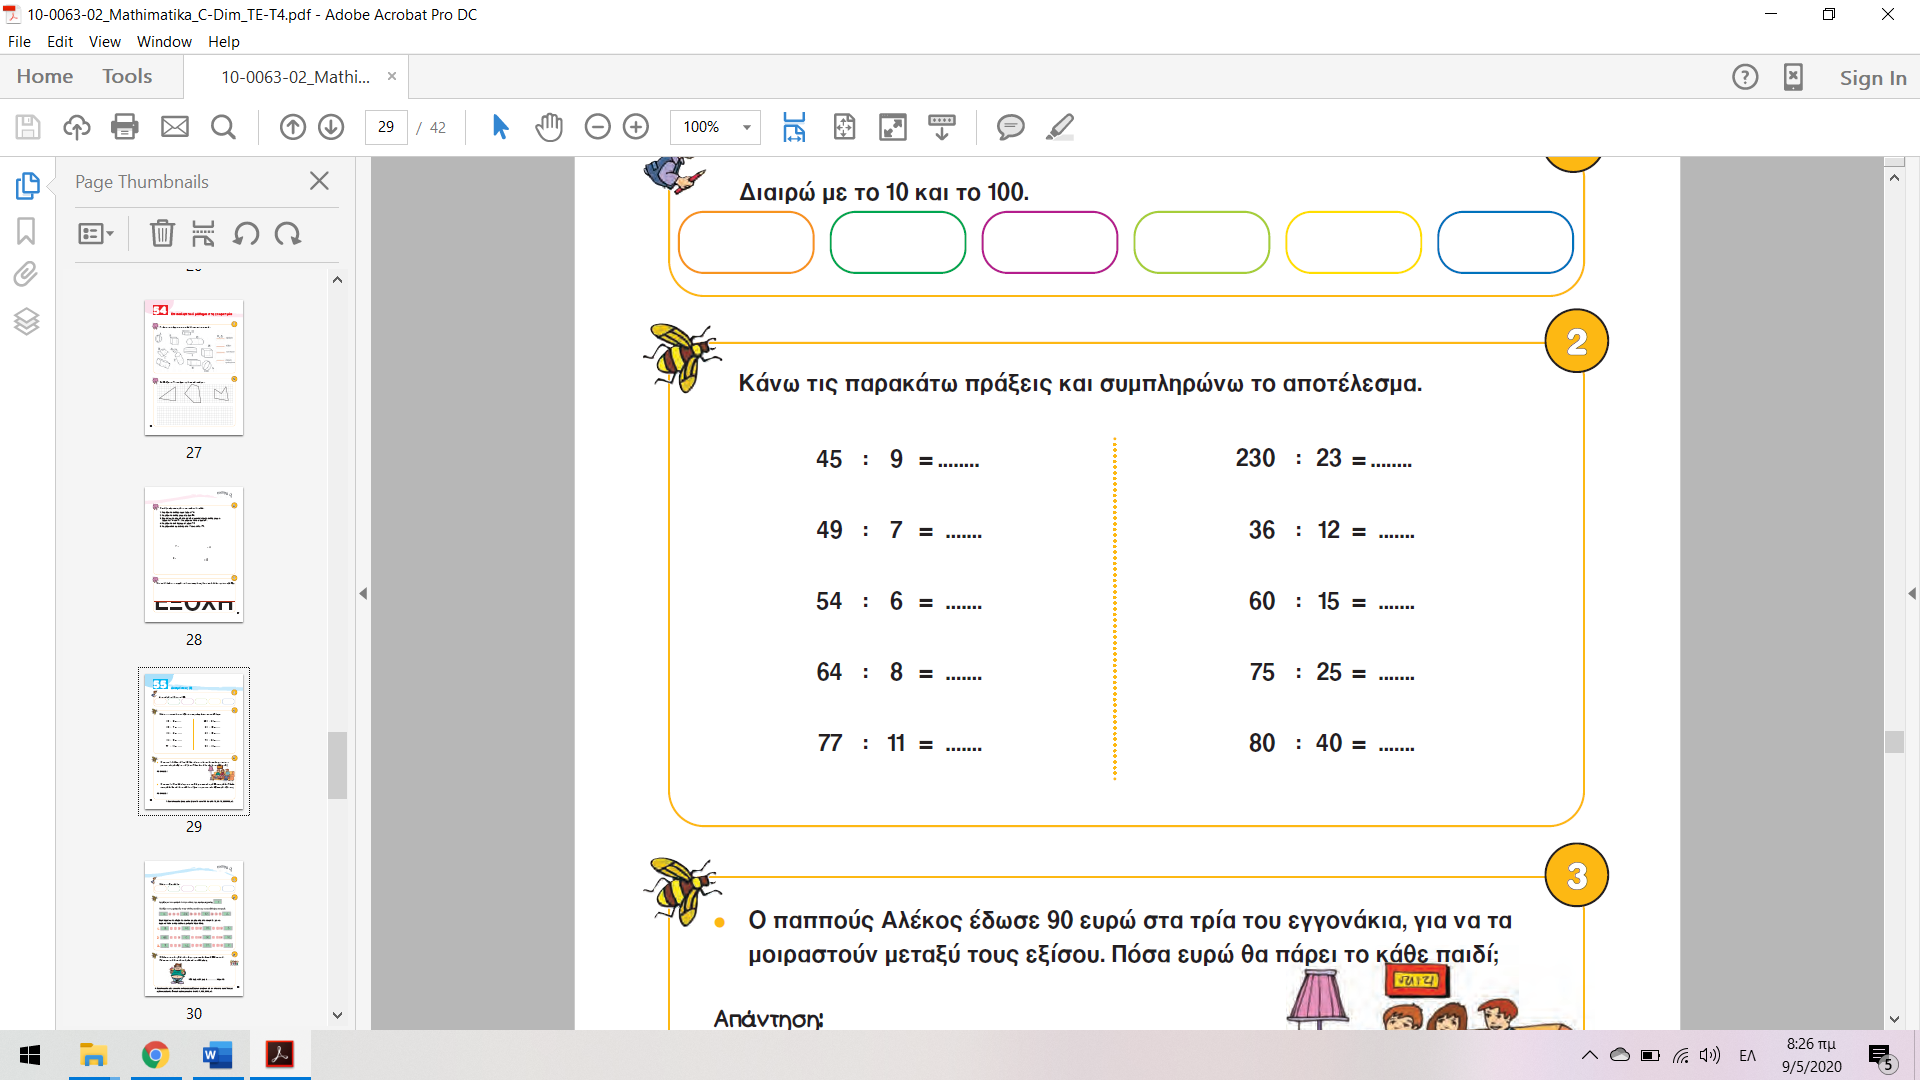 10-0063-02_Mathimatika_C-Dim_TE-T4.pdf - Adobe Acrobat Pro DC
File Edit View Window Help
Home Tools 10-0063-02_Mathi... × Sign In
29 / 42 100%
Page Thumbnails
54
27
ΕΞΟΧΗ
28
55
29
30
Διαιρώ με το 10 και το 100.
2
Κάνω τις παρακάτω πράξεις και συμπληρώνω το αποτέλεσμα.
45 : 9 = ........ 230 : 23 = ........
49 : 7 = ....... 36 : 12 = .......
54 : 6 = ....... 60 : 15 = .......
64 : 8 = ....... 75 : 25 = .......
77 : 11 = ....... 80 : 40 = .......
3
• Ο παππούς Αλέκος έδωσε 90 ευρώ στα τρία του εγγονάκια, για να τα
μοιραστούν μεταξύ τους εξίσου. Πόσα ευρώ θα πάρει το κάθε παιδί;
Απάντηση:
ΕΛ 8:26 πμ
9/5/2020 5